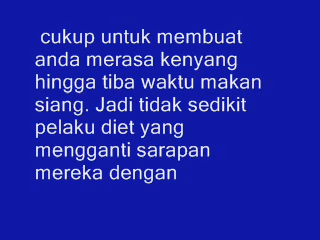 cukup untuk membuat
anda merasa kenyang
hingga tiba waktu makan
siang. Jadi tidak sedikit
pelaku diet yang
mengganti sarapan
mereka dengan